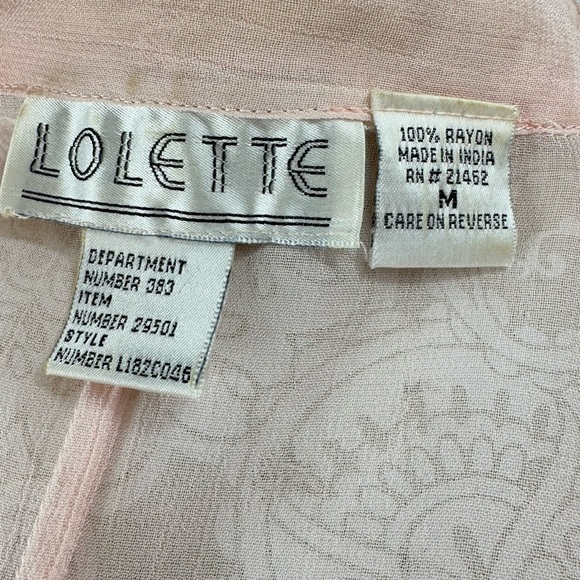 LOLETTE
100% RAYON
MADE IN INDIA
RN # 21462
M
CARE ON REVERSE
DEPARTMENT
NUMBER 383
ITEM
NUMBER 29501
STYLE
NUMBER L182C046